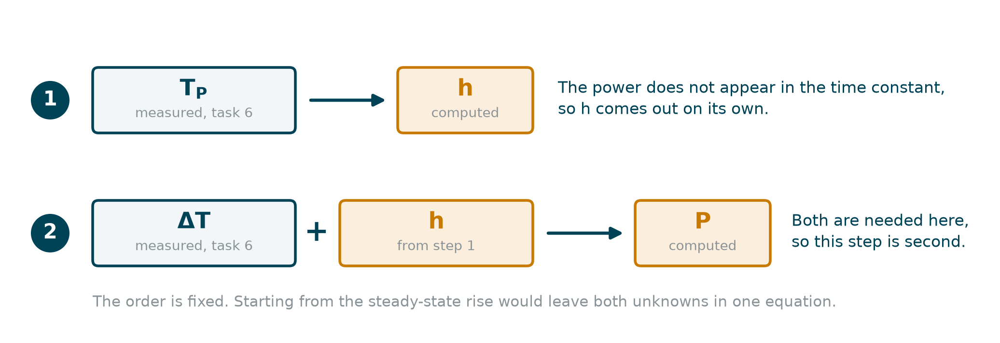 1
T_P
measured, task 6
h
computed
The power does not appear in the time constant,
so h comes out on its own.
2
ΔT
measured, task 6
+
h
from step 1
P
computed
Both are needed here,
so this step is second.
The order is fixed. Starting from the steady-state rise would leave both unknowns in one equation.